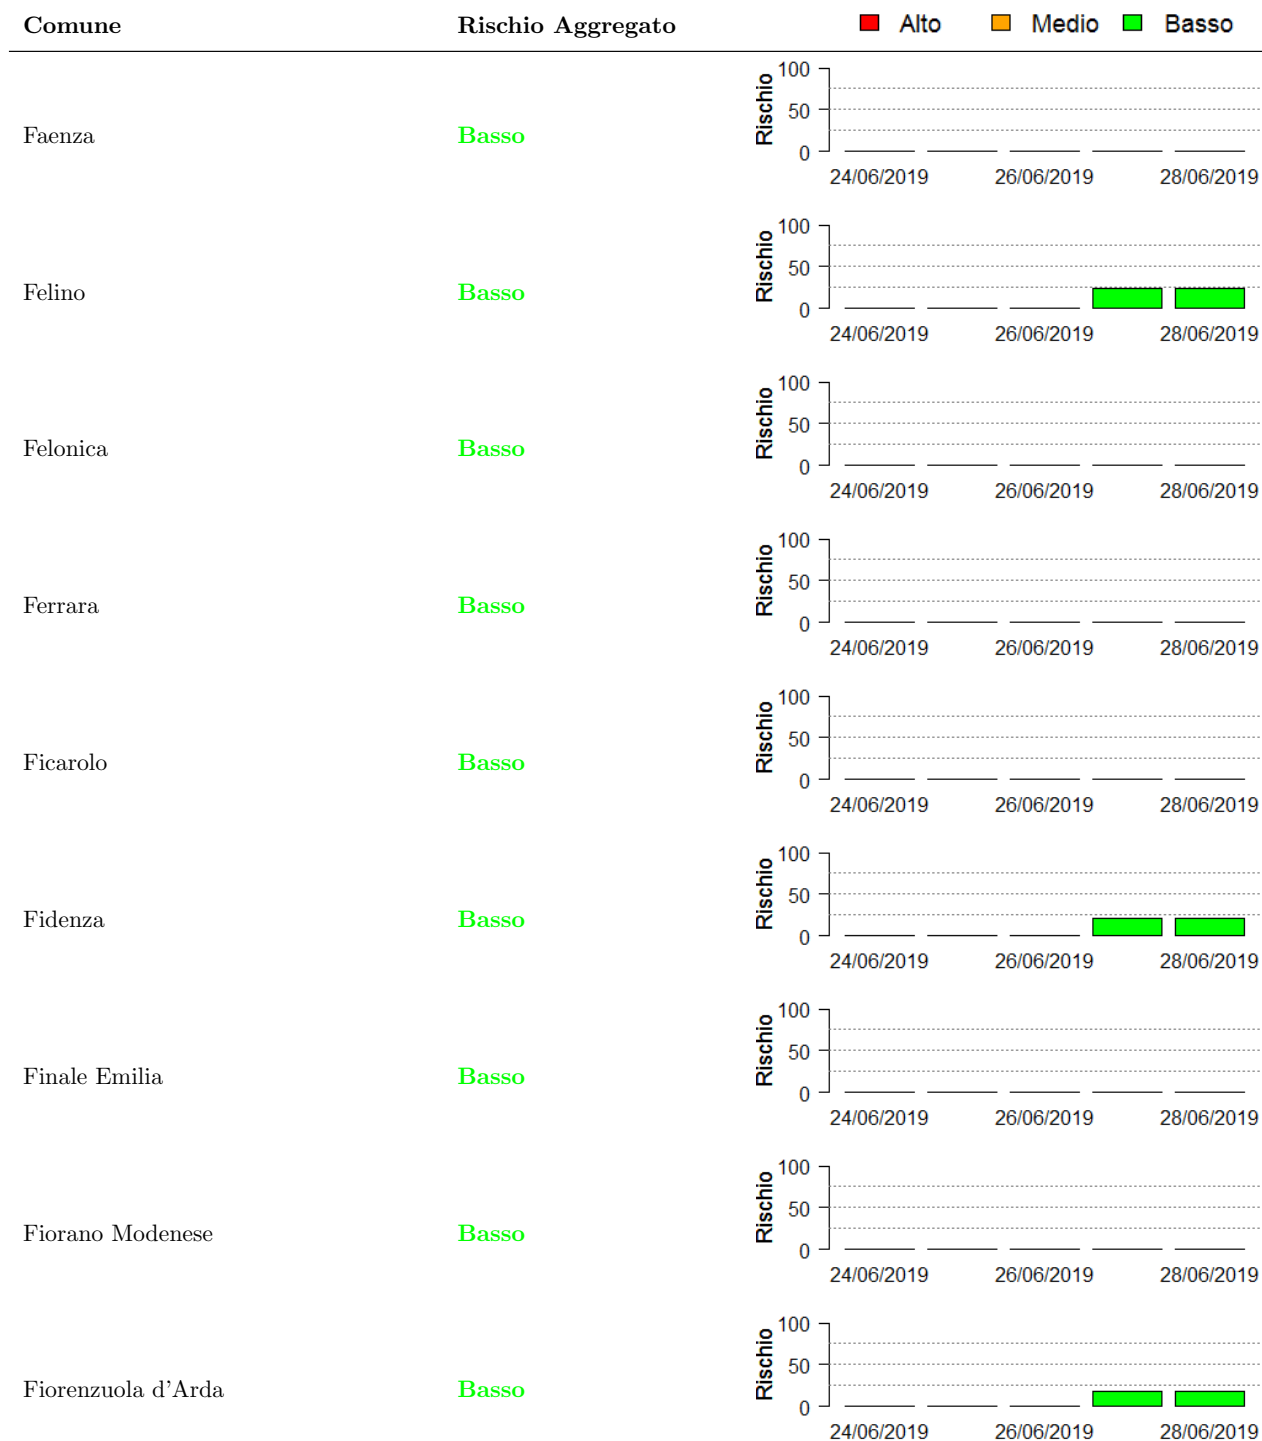 Comune Rischio Aggregato Alto Medio Basso
Faenza Basso Rischio 100 50 0
24/06/2019 26/06/2019 28/06/2019
Felino Basso Rischio 100 50 0
24/06/2019 26/06/2019 28/06/2019
Felonica Basso Rischio 100 50 0
24/06/2019 26/06/2019 28/06/2019
Ferrara Basso Rischio 100 50 0
24/06/2019 26/06/2019 28/06/2019
Ficarolo Basso Rischio 100 50 0
24/06/2019 26/06/2019 28/06/2019
Fidenza Basso Rischio 100 50 0
24/06/2019 26/06/2019 28/06/2019
Finale Emilia Basso Rischio 100 50 0
24/06/2019 26/06/2019 28/06/2019
Fiorano Modenese Basso Rischio 100 50 0
24/06/2019 26/06/2019 28/06/2019
Fiorenzuola d'Arda Basso Rischio 100 50 0
24/06/2019 26/06/2019 28/06/2019